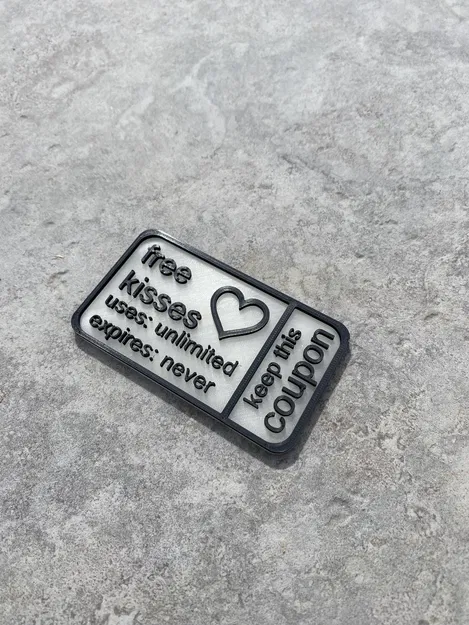 free
kisses
uses: unlimited
expires: never
keep this
coupon